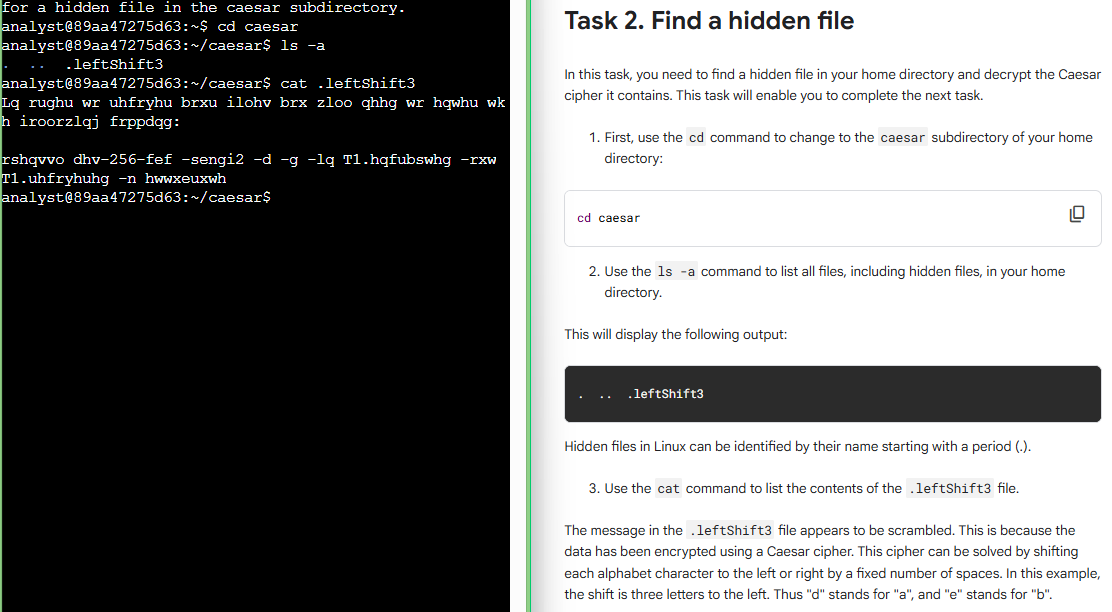 for a hidden file in the caesar subdirectory.
analyst@89aa47275d63:~$ cd caesar
analyst@89aa47275d63:~/caesar$ ls -a
.  ..  .leftShift3
analyst@89aa47275d63:~/caesar$ cat .leftShift3
Lq rughu wr uhfryhu brxu ilohv brx zloo qhhg wr hqwhu wk
h iroorzlqj frppdqg:
rshqvvo dhv-256-fef -sengi2 -d -g -lq T1.hqfubswhg -rxw
T1.uhfryhuhg -n hwwxeuxwh
analyst@89aa47275d63:~/caesar$
Task 2. Find a hidden file
In this task, you need to find a hidden file in your home directory and decrypt the Caesar
cipher it contains. This task will enable you to complete the next task.
1. First, use the cd command to change to the caesar subdirectory of your home
directory:
cd caesar
2. Use the ls -a command to list all files, including hidden files, in your home
directory.
This will display the following output:
.  ..  .leftShift3
Hidden files in Linux can be identified by their name starting with a period (.).
3. Use the cat command to list the contents of the .leftShift3 file.
The message in the .leftShift3 file appears to be scrambled. This is because the
data has been encrypted using a Caesar cipher. This cipher can be solved by shifting
each alphabet character to the left or right by a fixed number of spaces. In this example,
the shift is three letters to the left. Thus "d" stands for "a", and "e" stands for "b".